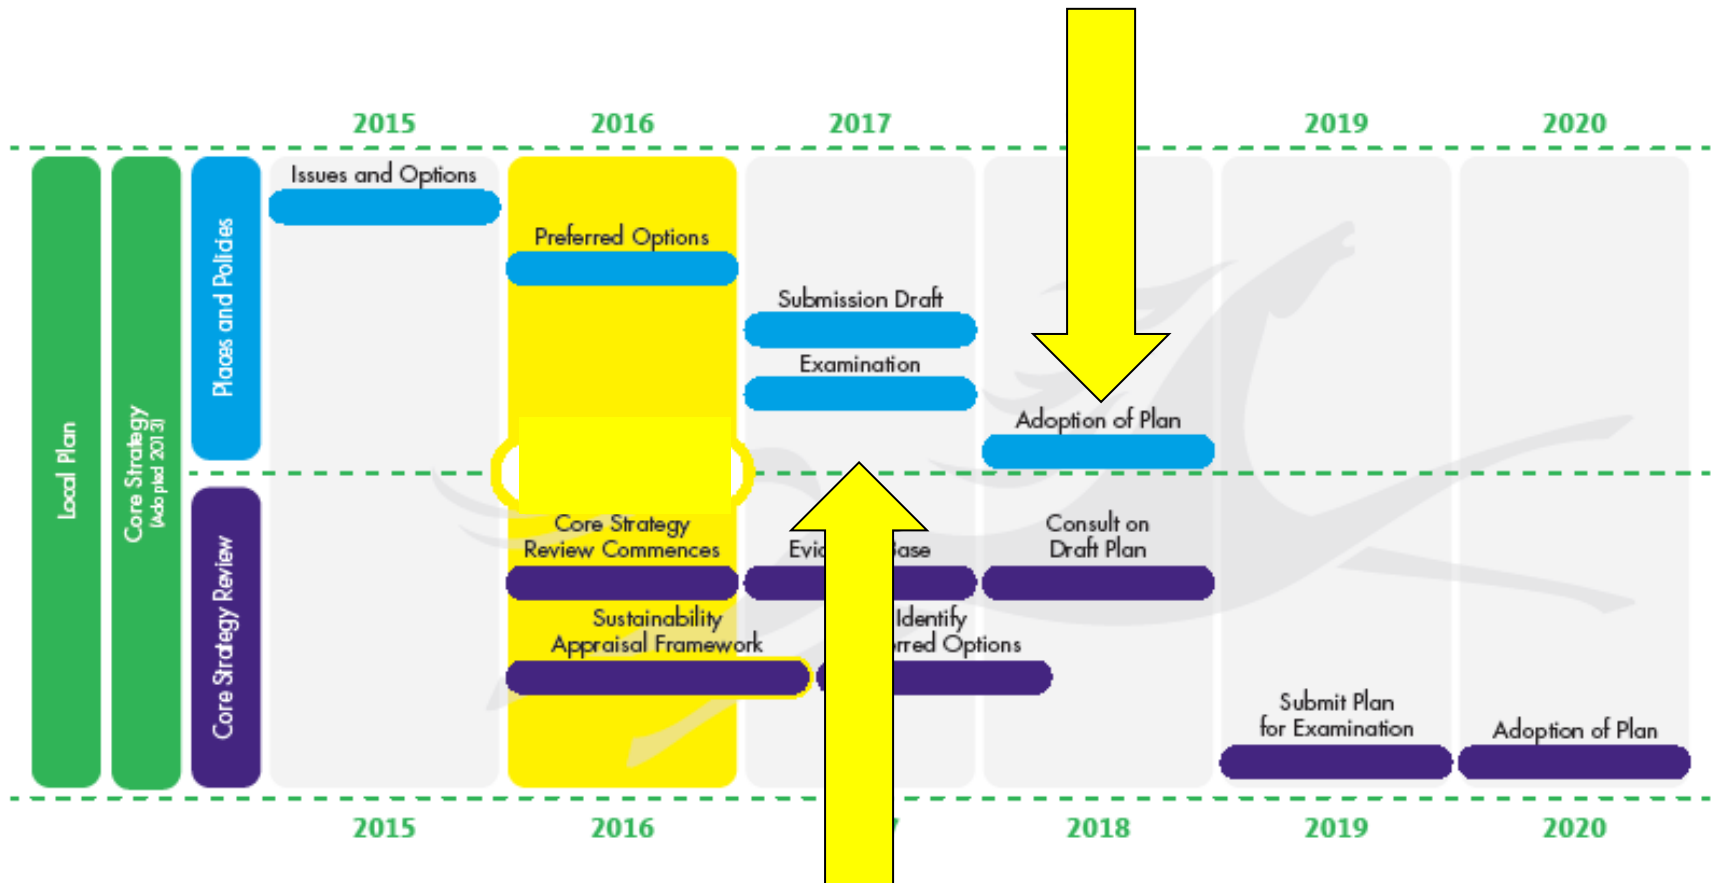 2015 2016 2017 2019 2020
Local Plan
Core Strategy
(Adopted 2013)
Places and Policies
Issues and Options
Preferred Options
Submission Draft
Examination
Adoption of Plan
Core Strategy Review
Core Strategy
Review Commences
Base
Consult on
Draft Plan
Sustainability
Appraisal Framework
Identify
Options
Submit Plan
for Examination
Adoption of Plan
2015 2016 2018 2019 2020